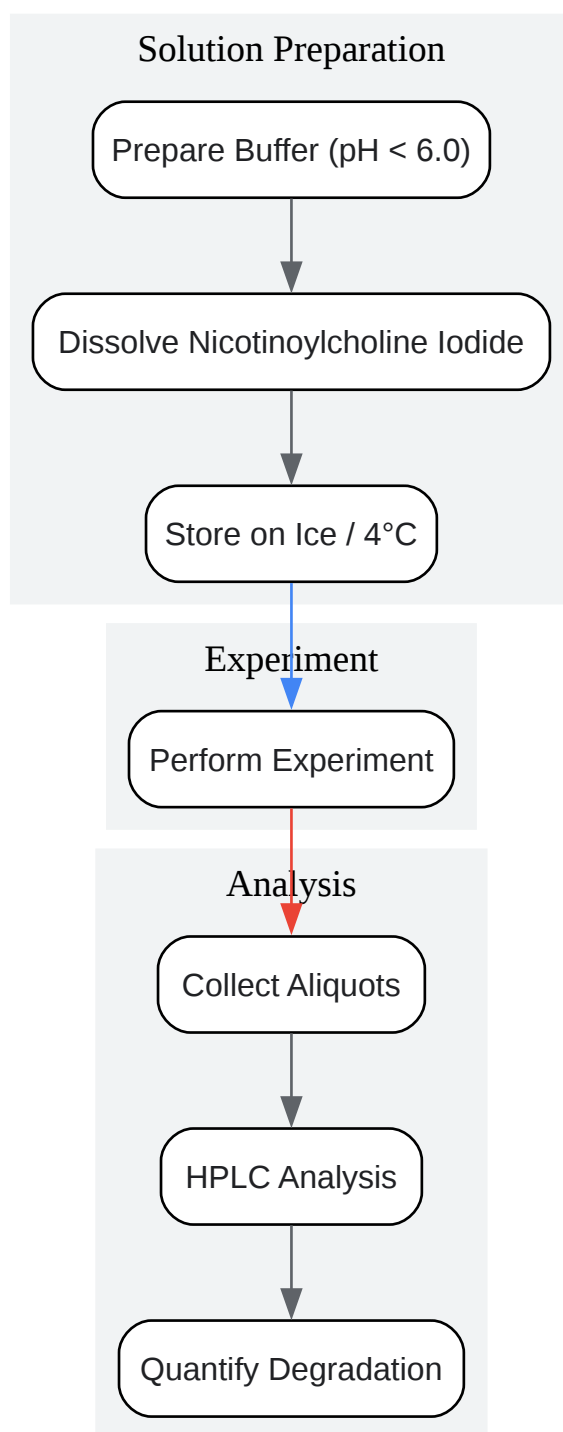 Solution Preparation
Prepare Buffer (pH < 6.0)
Dissolve Nicotinoylcholine Iodide
Store on Ice / 4°C
Experiment
Perform Experiment
Analysis
Collect Aliquots
HPLC Analysis
Quantify Degradation